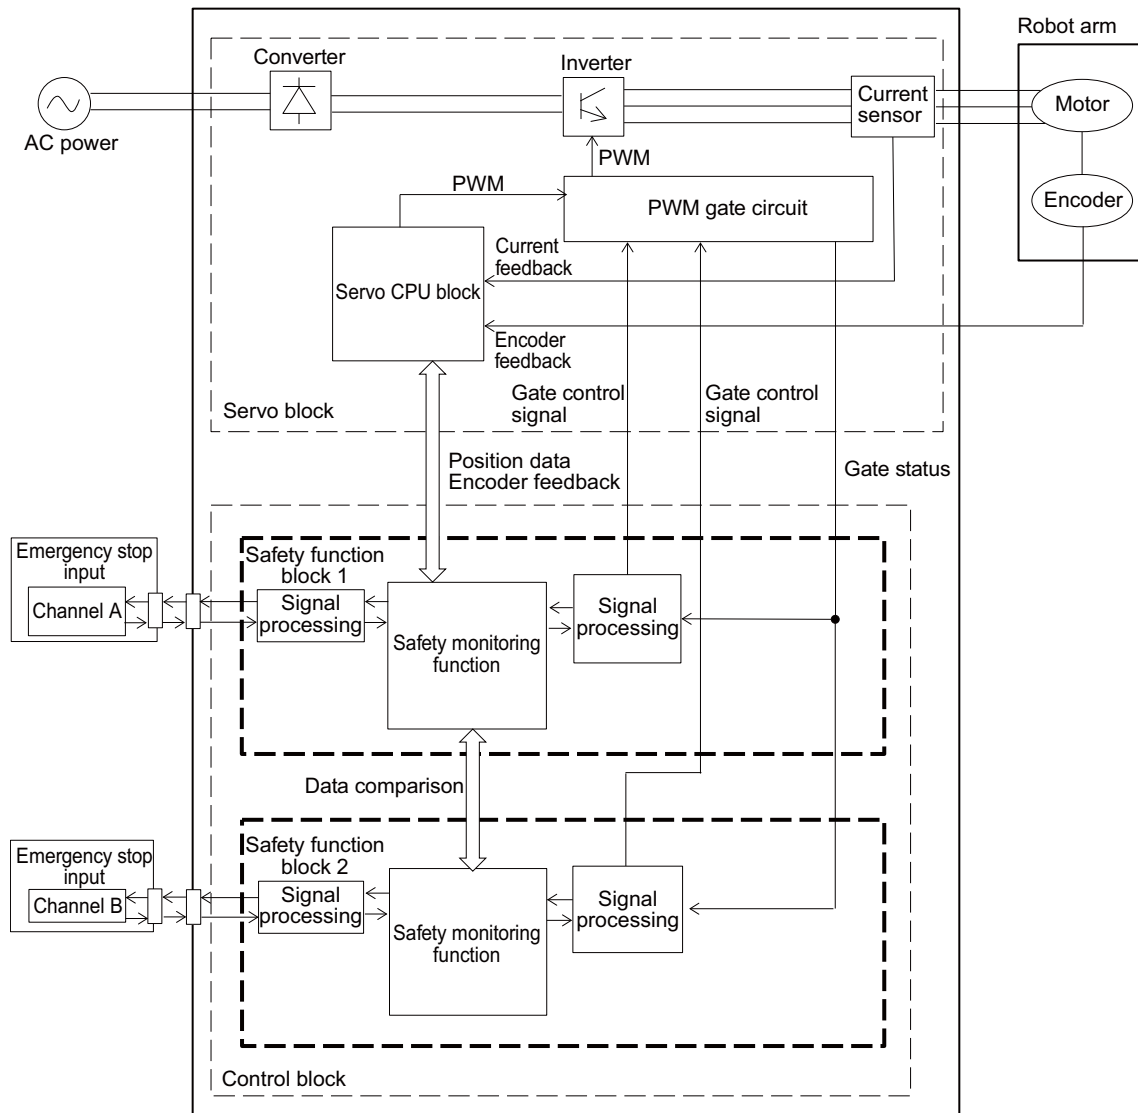 Robot arm
Converter
Inverter
Current
sensor
Motor
AC power
PWM
PWM
PWM gate circuit
Encoder
Current
feedback
Servo CPU block
Encoder
feedback
Gate control
signal
Gate control
signal
Servo block
Position data
Encoder feedback
Gate status
Emergency stop
input
Channel A
Safety function
block 1
Signal
processing
Safety monitoring
function
Signal
processing
Data comparison
Emergency stop
input
Channel B
Safety function
block 2
Signal
processing
Safety monitoring
function
Signal
processing
Control block